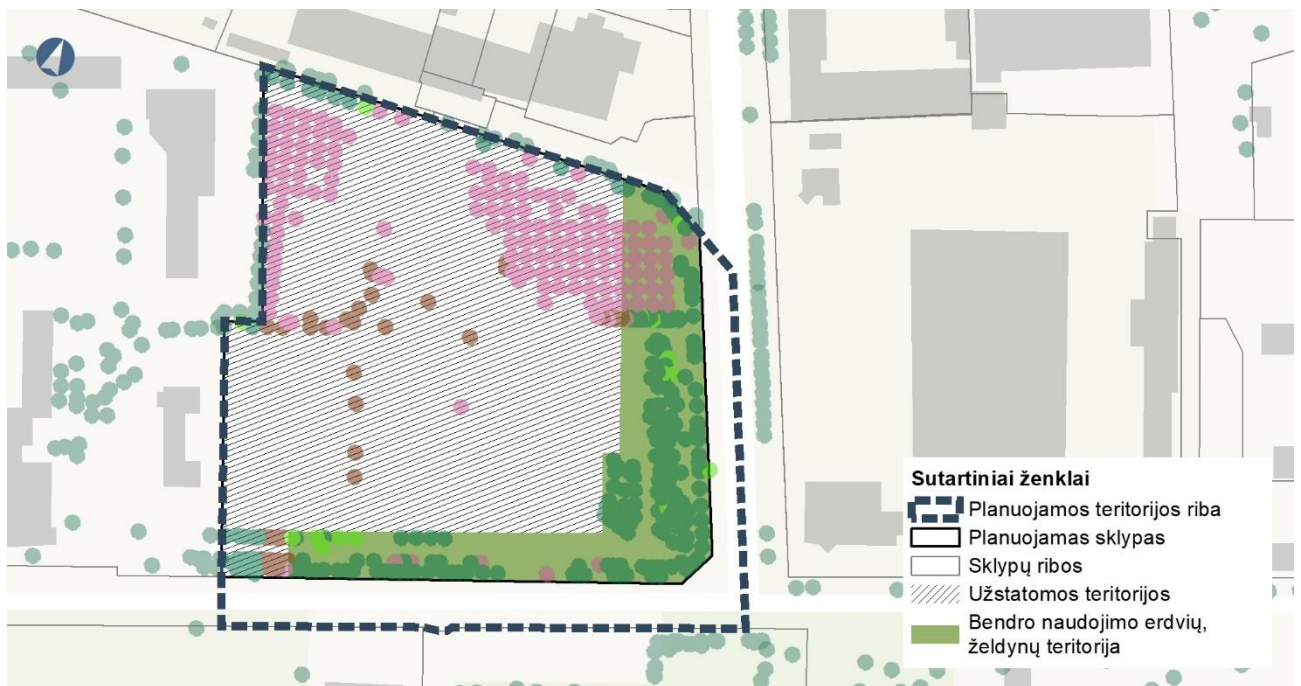 Sutartiniai ženklai
Planuojamos teritorijos riba
Planuojamas sklypas
Sklypų ribos
Užstatomos teritorijos
Bendro naudojimo erdvių,
želdynų teritorija